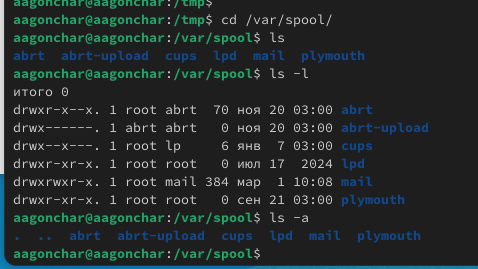 aagonchar@aagonchar:/tmp$
aagonchar@aagonchar:/tmp$ cd /var/spool/
aagonchar@aagonchar:/var/spool$ ls
abrt  abrt-upload  cups  lpd  mail  plymouth
aagonchar@aagonchar:/var/spool$ ls -l
итого 0
drwxr-x--x. 1 root abrt  70 ноя 20 03:00 abrt
drwx------. 1 abrt abrt   0 ноя 20 03:00 abrt-upload
drwx--x---. 1 root lp     6 янв  7 03:00 cups
drwxr-xr-x. 1 root root   0 июл 17  2024 lpd
drwxrwxr-x. 1 root mail 384 мар  1 10:08 mail
drwxr-xr-x. 1 root root   0 сен 21 03:00 plymouth
aagonchar@aagonchar:/var/spool$ ls -a
.  ..  abrt  abrt-upload  cups  lpd  mail  plymouth
aagonchar@aagonchar:/var/spool$